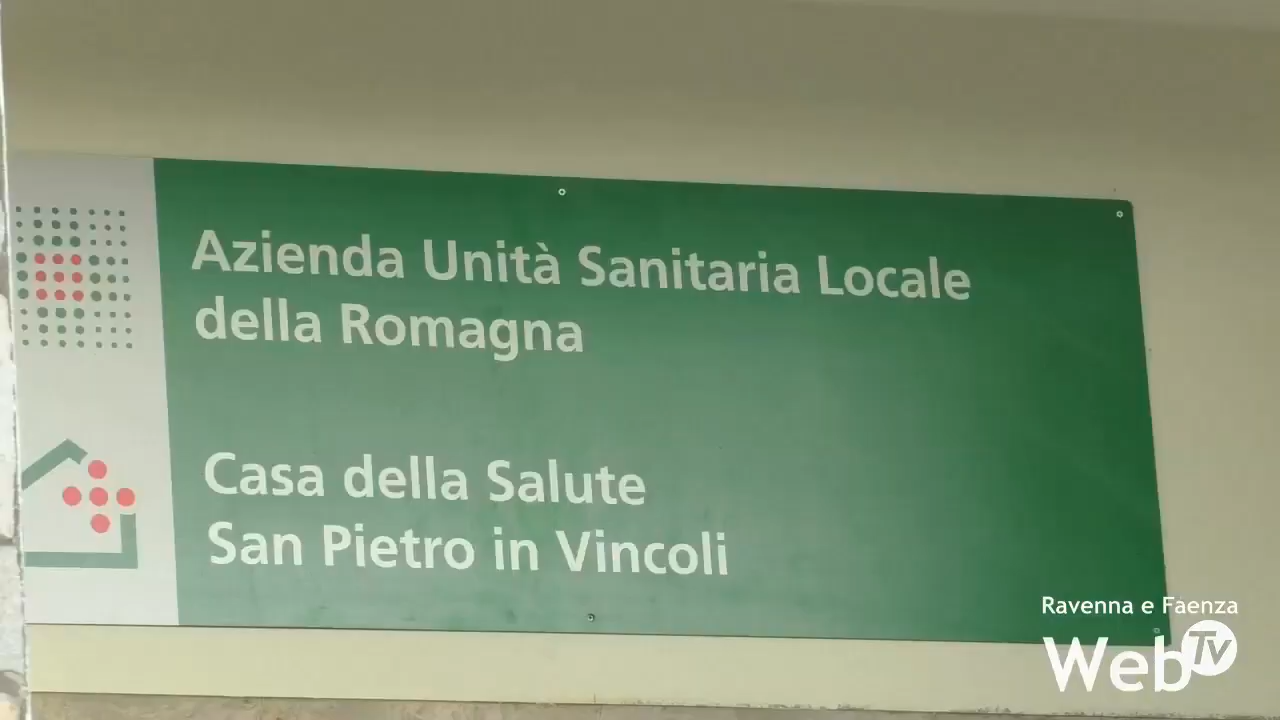 Azienda Unità Sanitaria Locale
della Romagna
Casa della Salute
San Pietro in Vincoli
Ravenna e Faenza
WebTv